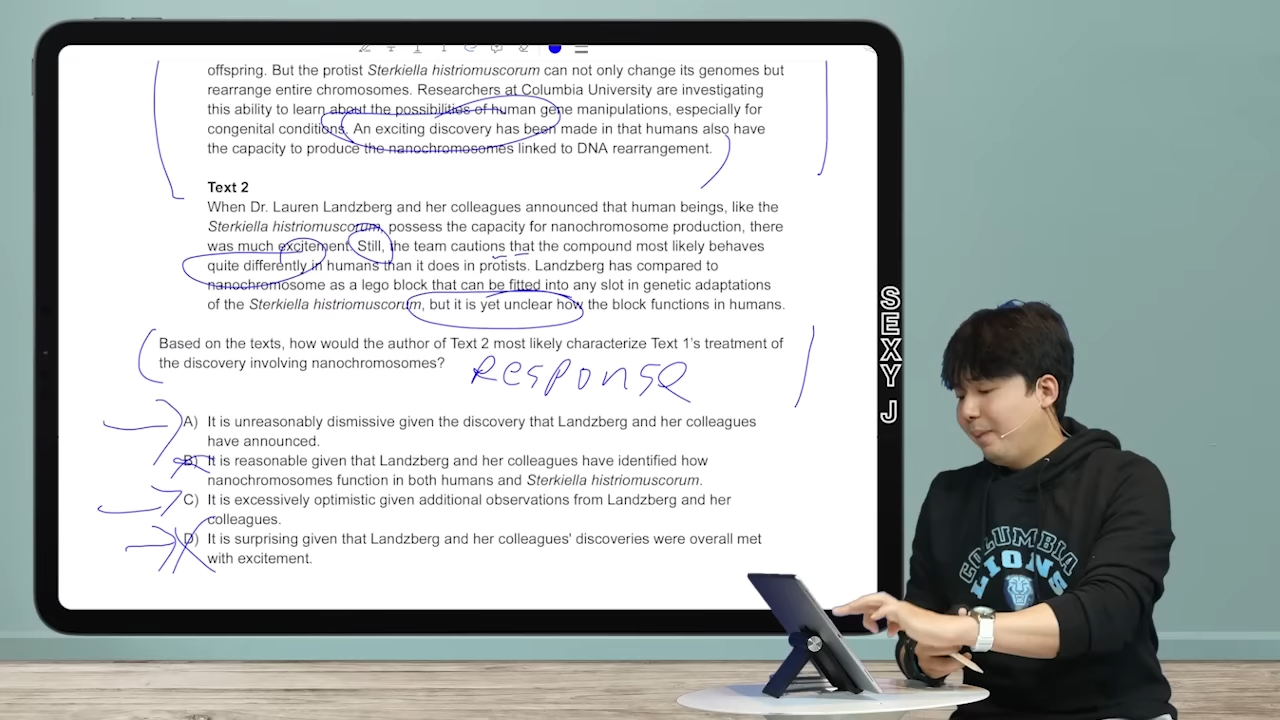 offspring. But the protist Sterkiella histriomuscorum can not only change its genomes but
rearrange entire chromosomes. Researchers at Columbia University are investigating
this ability to learn about the possibilities of human gene manipulations, especially for
congenital conditions. An exciting discovery has been made in that humans also have
the capacity to produce the nanochromosomes linked to DNA rearrangement.
Text 2
When Dr. Lauren Landzberg and her colleagues announced that human beings, like the
Sterkiella histriomuscorum, possess the capacity for nanochromosome production, there
was much excitement. Still, the team cautions that the compound most likely behaves
quite differently in humans than it does in protists. Landzberg has compared to
nanochromosome as a lego block that can be fitted into any slot in genetic adaptations
of the Sterkiella histriomuscorum, but it is yet unclear how the block functions in humans.
Based on the texts, how would the author of Text 2 most likely characterize Text 1's treatment of
the discovery involving nanochromosomes?
Response
A) It is unreasonably dismissive given the discovery that Landzberg and her colleagues
have announced.
B) It is reasonable given that Landzberg and her colleagues have identified how
nanochromosomes function in both humans and Sterkiella histriomuscorum.
C) It is excessively optimistic given additional observations from Landzberg and her
colleagues.
D) It is surprising given that Landzberg and her colleagues' discoveries were overall met
with excitement.
SEXY J
COLUMBIA
LIONS